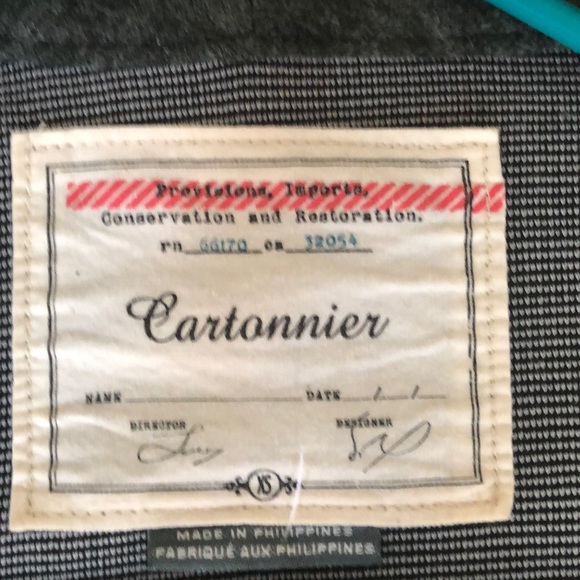 Provisions, Imports,
Conservation and Restoration.
rn 66170 ca 32054
Cartonnier
NAME DATE / /
DIRECTOR DESIGNER
XS
MADE IN PHILIPPINES
FABRIQUÉ AUX PHILIPPINES